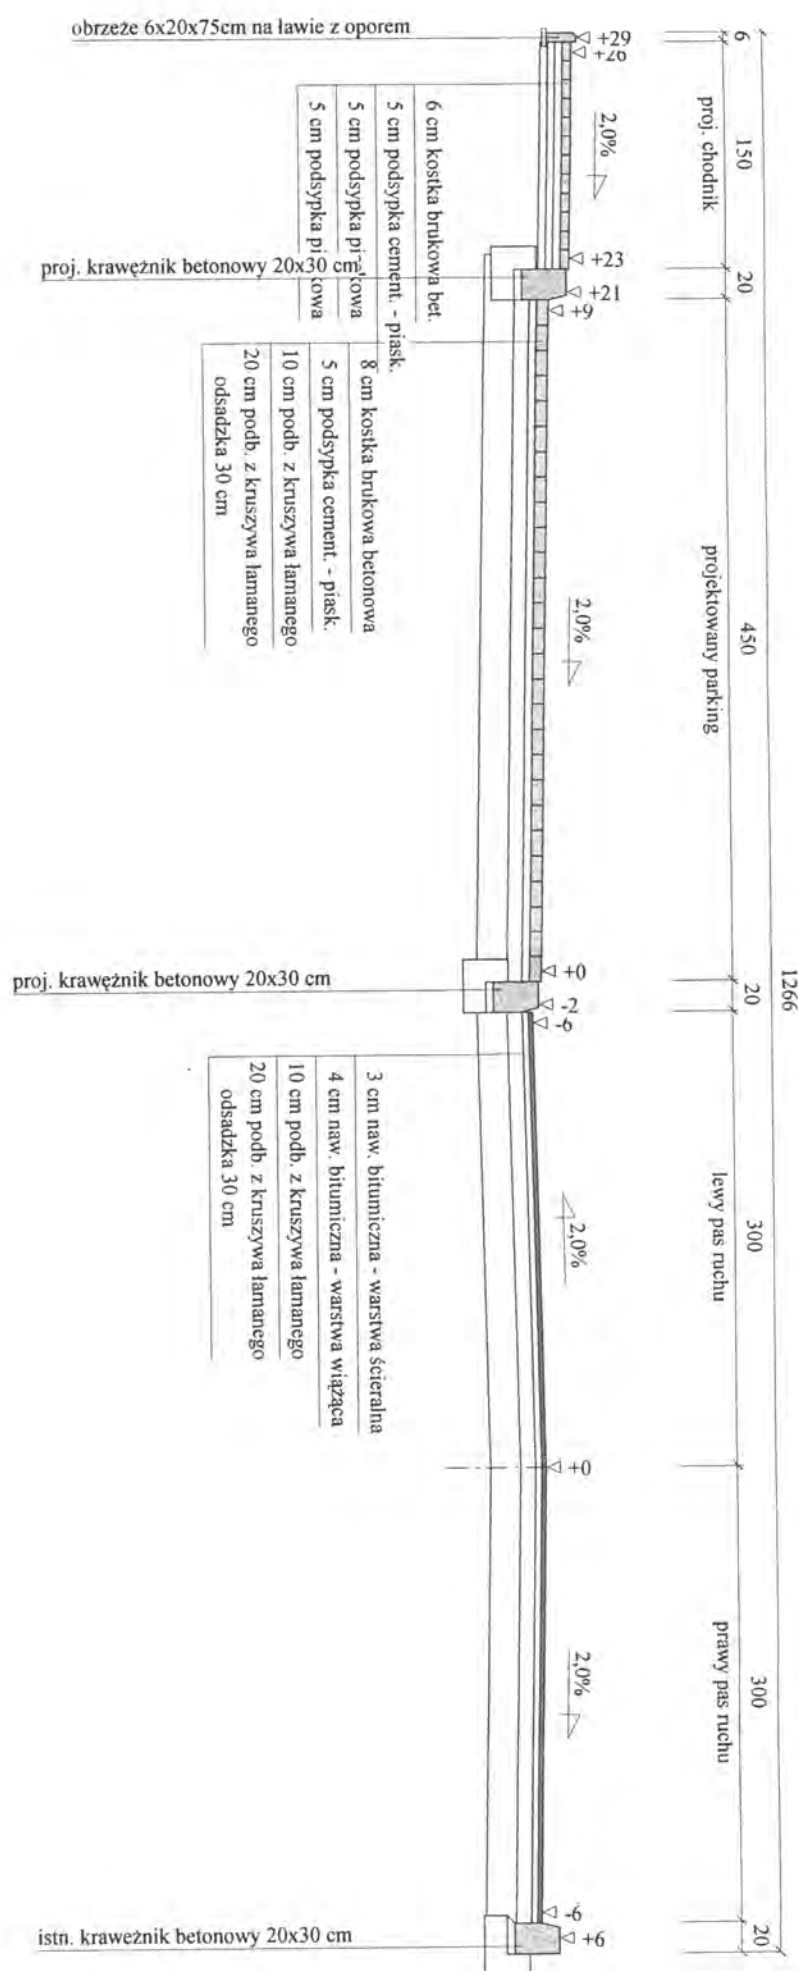 obrzeże 6x20x75cm na ławie z oporem
6 cm kostka brukowa bet.
5 cm podsypka cement. - piask.
5 cm podsypka piaskowa
5 cm podsypka piaskowa
proj. krawężnik betonowy 20x30 cm
8 cm kostka brukowa betonowa
5 cm podsypka cement. - piask.
10 cm podb. z kruszywa łamanego
20 cm podb. z kruszywa łamanego
odsadzka 30 cm
proj. krawężnik betonowy 20x30 cm
3 cm naw. bitumiczna - warstwa ścieralna
4 cm naw. bitumiczna - warstwa wiążąca
10 cm podb. z kruszywa łamanego
20 cm podb. z kruszywa łamanego
odsadzka 30 cm
istn. kraweżnik betonowy 20x30 cm
+29
+26
2,0%
+23
+21
+9
2,0%
+0
-2
-6
2,0%
+0
2,0%
-6
+6
proj. chodnik
projektowany parking
lewy pas ruchu
prawy pas ruchu
6
150
20
450
20
300
300
20
1266